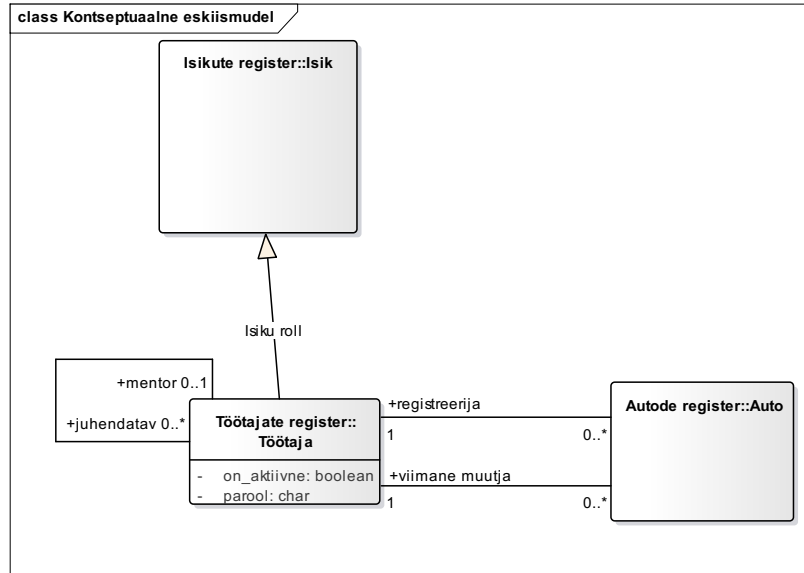 class Kontseptuaalne eskiismudel
Isikute register::Isik
Isiku roll
+mentor 0..1
+juhendatav 0..*
Töötajate register::
Töötaja
- on_aktiivne: boolean
- parool: char
+registreerija
1
0..*
+viimane muutja
1
0..*
Autode register::Auto